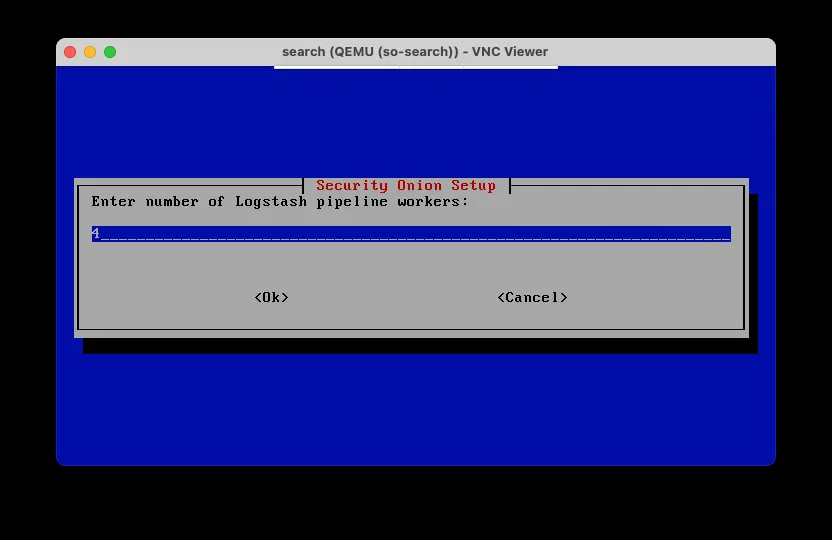 search (QEMU (so-search)) - VNC Viewer
Security Onion Setup
Enter number of Logstash pipeline workers:
4
<Ok> <Cancel>